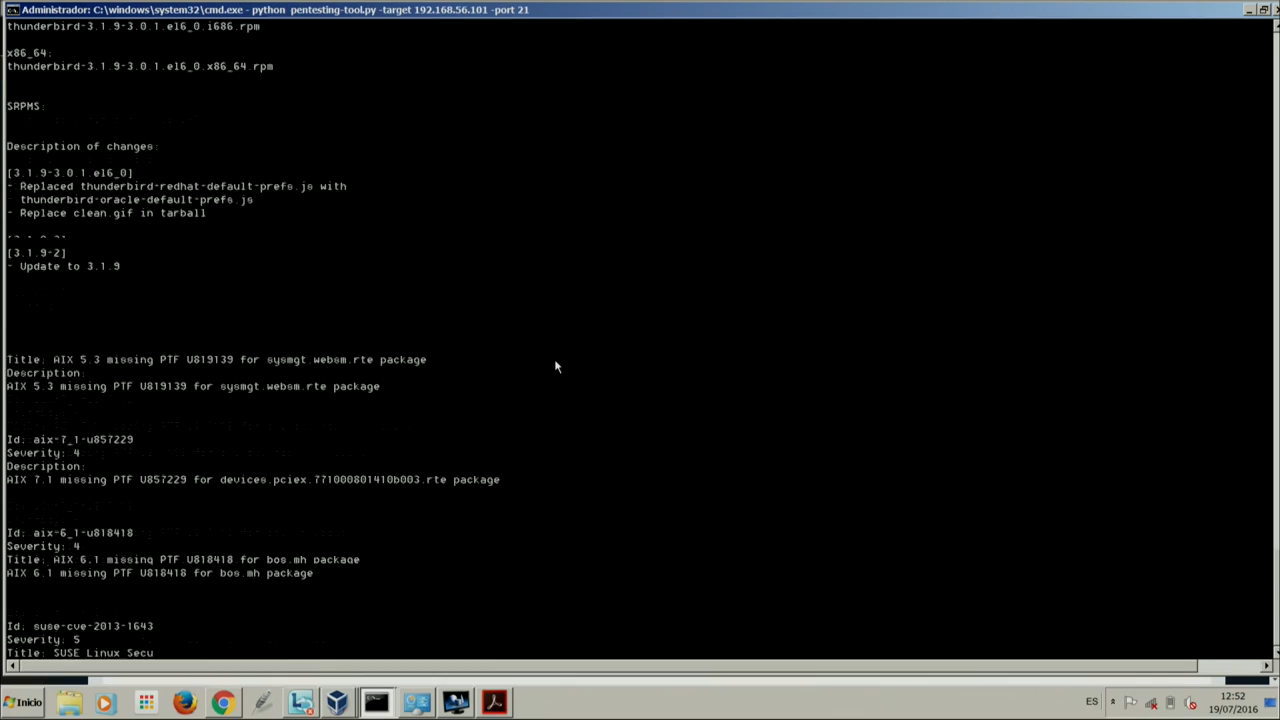 Administrador: C:\windows\system32\cmd.exe - python pentesting-tool.py -target 192.168.56.101 -port 21
thunderbird-3.1.9-3.0.1.el6_0.i686.rpm
x86_64:
thunderbird-3.1.9-3.0.1.el6_0.x86_64.rpm
SRPMS:
Description of changes:
[3.1.9-3.0.1.el6_0]
- Replaced thunderbird-redhat-default-prefs.js with
thunderbird-oracle-default-prefs.js
- Replace clean.gif in tarball
[3.1.9-2]
- Update to 3.1.9
Title: AIX 5.3 missing PTF U819139 for sysmgt.websm.rte package
Description:
AIX 5.3 missing PTF U819139 for sysmgt.websm.rte package
Id: aix-7_1-u857229
Severity: 4
Description:
AIX 7.1 missing PTF U857229 for devices.pciex.771000801410b003.rte package
Id: aix-6_1-u818418
Severity: 4
Title: AIX 6.1 missing PTF U818418 for bos.mh package
AIX 6.1 missing PTF U818418 for bos.mh package
Id: suse-cve-2013-1643
Severity: 5
Title: SUSE Linux Secu
Inicio
ES
12:52
19/07/2016